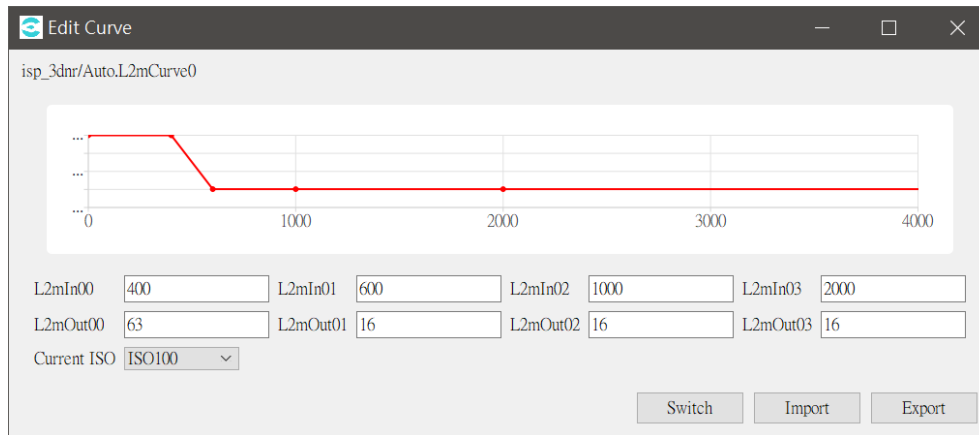 Edit Curve
isp_3dnr/Auto.L2mCurve0
...
...
...
0 1000 2000 3000 4000
L2mIn00 400 L2mIn01 600 L2mIn02 1000 L2mIn03 2000
L2mOut00 63 L2mOut01 16 L2mOut02 16 L2mOut03 16
Current ISO ISO100
Switch Import Export